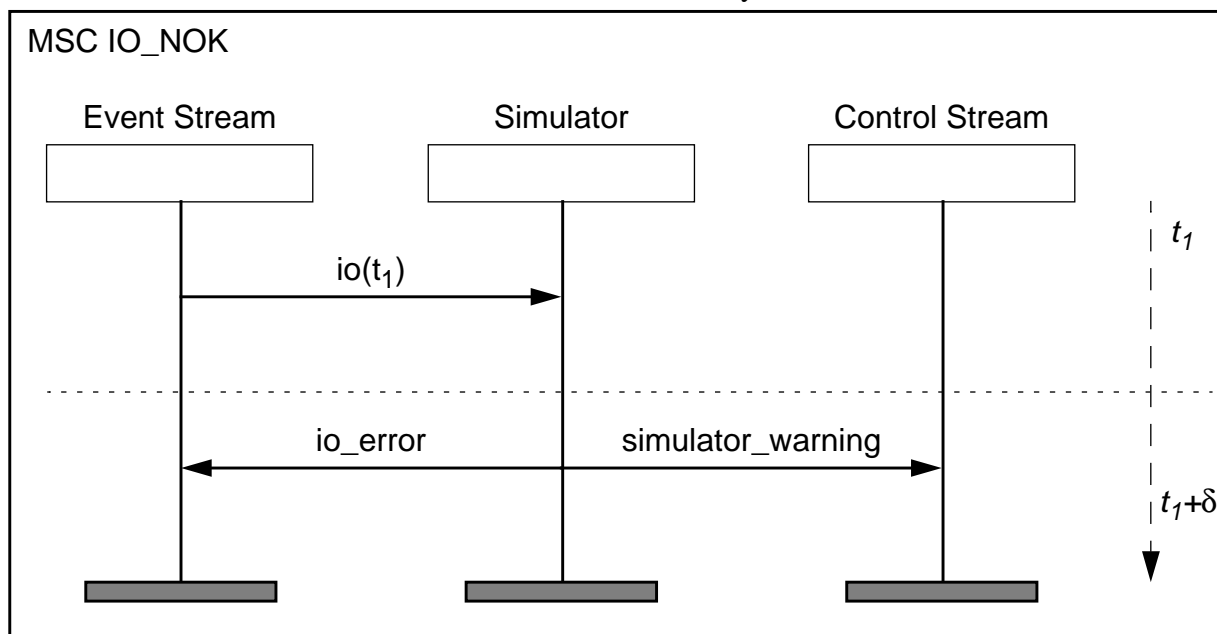 MSC IO_NOK
Event Stream Simulator Control Stream
t₁
io(t₁)
io_error simulator_warning
t₁+δ